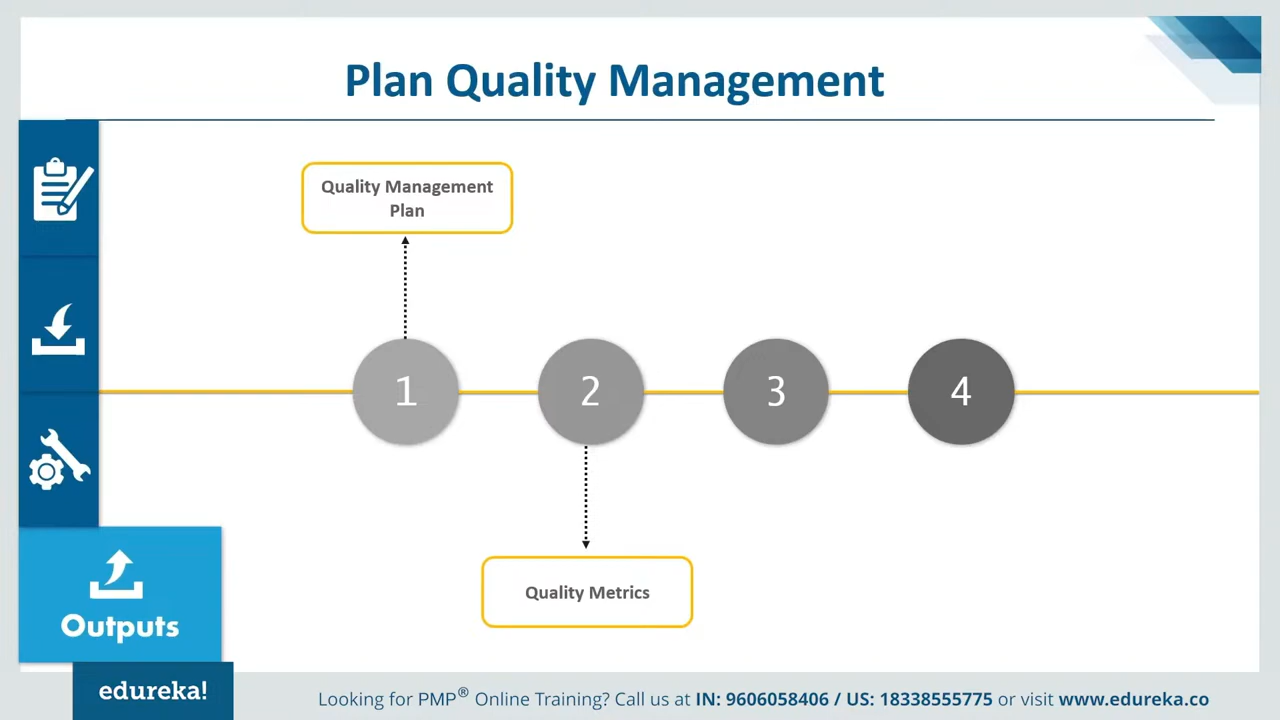 Plan Quality Management
Quality Management
Plan
1
2
3
4
Quality Metrics
Outputs
edureka!
Looking for PMP® Online Training? Call us at IN: 9606058406 / US: 18338555775 or visit www.edureka.co